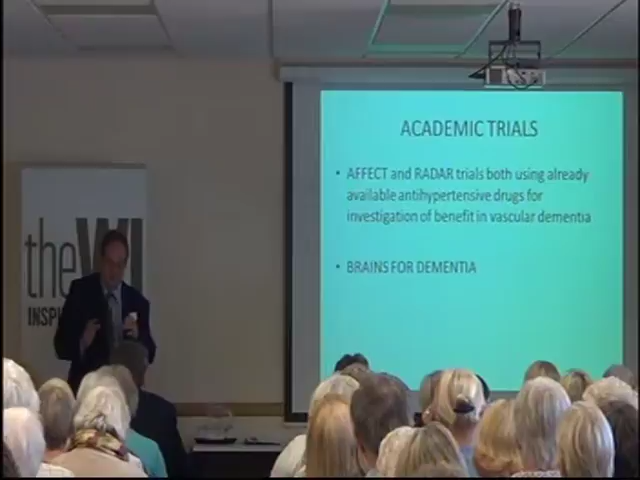 ACADEMIC TRIALS
• AFFECT and RADAR trials both using already
available antihypertensive drugs for
investigation of benefit in vascular dementia
• BRAINS FOR DEMENTIA
theWI
INSPI